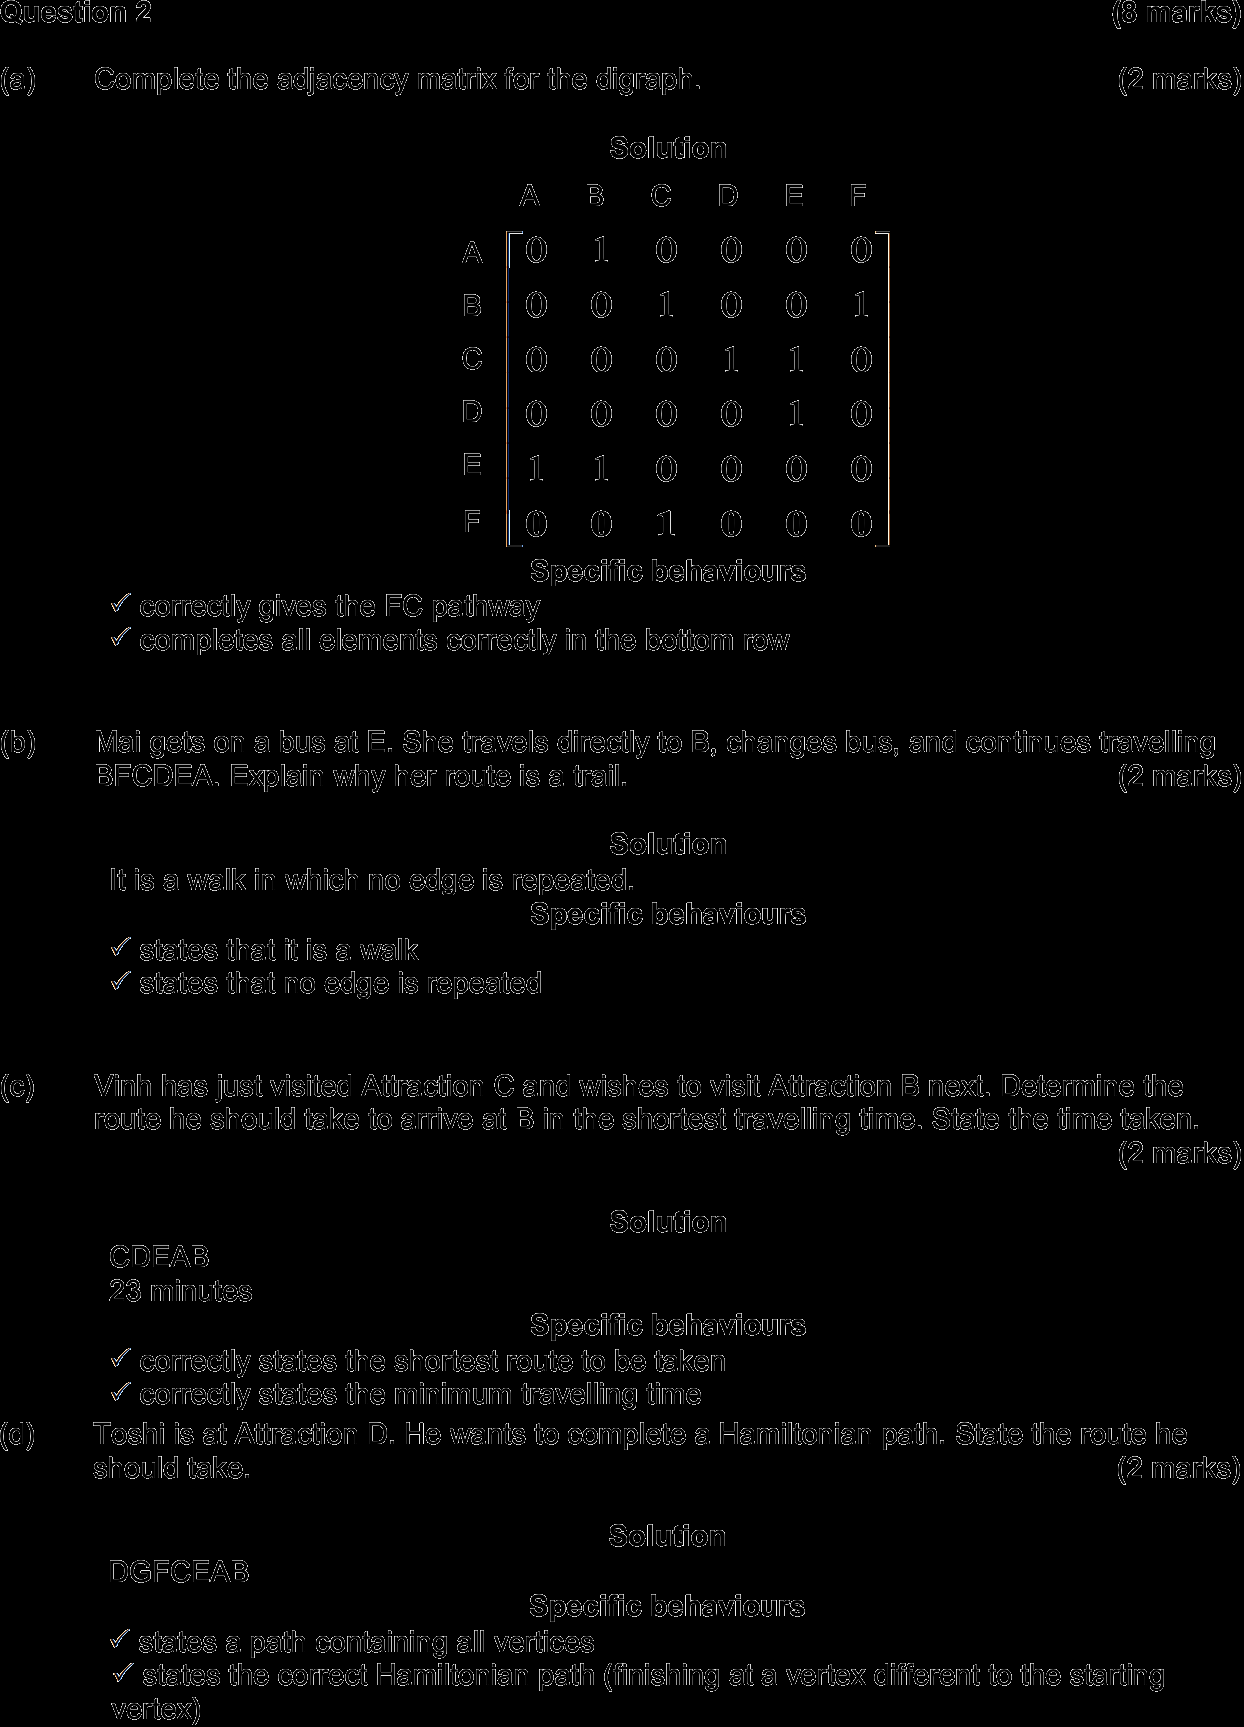 Question 2 (8 marks)
(a) Complete the adjacency matrix for the digraph. (2 marks)
Solution
A B C D E F
A 0 1 0 0 0 0
B 0 0 1 0 0 1
C 0 0 0 1 1 0
D 0 0 0 0 1 0
E 1 1 0 0 0 0
F 0 0 1 0 0 0
Specific behaviours
✓ correctly gives the FC pathway
✓ completes all elements correctly in the bottom row
(b) Mai gets on a bus at E. She travels directly to B, changes bus, and continues travelling
BFCDEA. Explain why her route is a trail. (2 marks)
Solution
It is a walk in which no edge is repeated.
Specific behaviours
✓ states that it is a walk
✓ states that no edge is repeated
(c) Vinh has just visited Attraction C and wishes to visit Attraction B next. Determine the
route he should take to arrive at B in the shortest travelling time. State the time taken.
(2 marks)
Solution
CDEAB
23 minutes
Specific behaviours
✓ correctly states the shortest route to be taken
✓ correctly states the minimum travelling time
(d) Toshi is at Attraction D. He wants to complete a Hamiltonian path. State the route he
should take. (2 marks)
Solution
DGFCEAB
Specific behaviours
✓ states a path containing all vertices
✓ states the correct Hamiltonian path (finishing at a vertex different to the starting
vertex)